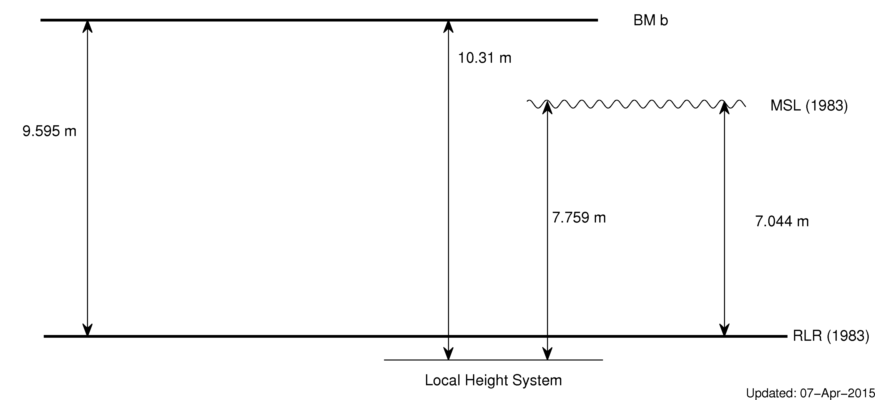 BM b
10.31 m
MSL (1983)
9.595 m
7.759 m
7.044 m
RLR (1983)
Local Height System
Updated: 07−Apr−2015